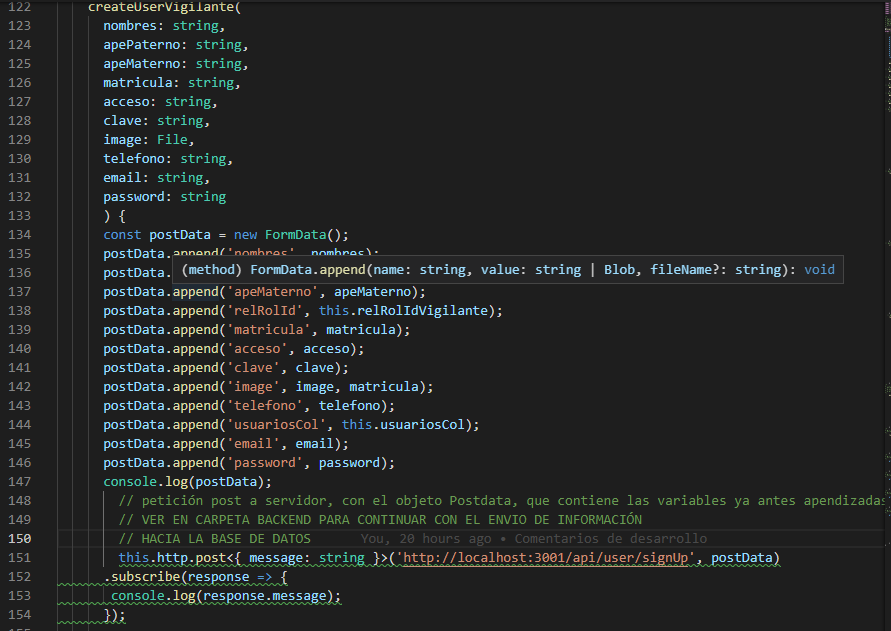 122 createUserVigilante(
123 nombres: string,
124 apePaterno: string,
125 apeMaterno: string,
126 matricula: string,
127 acceso: string,
128 clave: string,
129 image: File,
130 telefono: string,
131 email: string,
132 password: string
133 ) {
134 const postData = new FormData();
135 postData.append('nombres', nombres);
136 postData.
(method) FormData.append(name: string, value: string | Blob, fileName?: string): void
137 postData.append('apeMaterno', apeMaterno);
138 postData.append('relRolId', this.relRolIdVigilante);
139 postData.append('matricula', matricula);
140 postData.append('acceso', acceso);
141 postData.append('clave', clave);
142 postData.append('image', image, matricula);
143 postData.append('telefono', telefono);
144 postData.append('usuariosCol', this.usuariosCol);
145 postData.append('email', email);
146 postData.append('password', password);
147 console.log(postData);
148 // petición post a servidor, con el objeto Postdata, que contiene las variables ya antes apendizadas
149 // VER EN CARPETA BACKEND PARA CONTINUAR CON EL ENVIO DE INFORMACIÓN
150 // HACIA LA BASE DE DATOS You, 20 hours ago • Comentarios de desarrollo
151 this.http.post<{ message: string }>('http://localhost:3001/api/user/signUp', postData)
152 .subscribe(response => {
153 console.log(response.message);
154 });